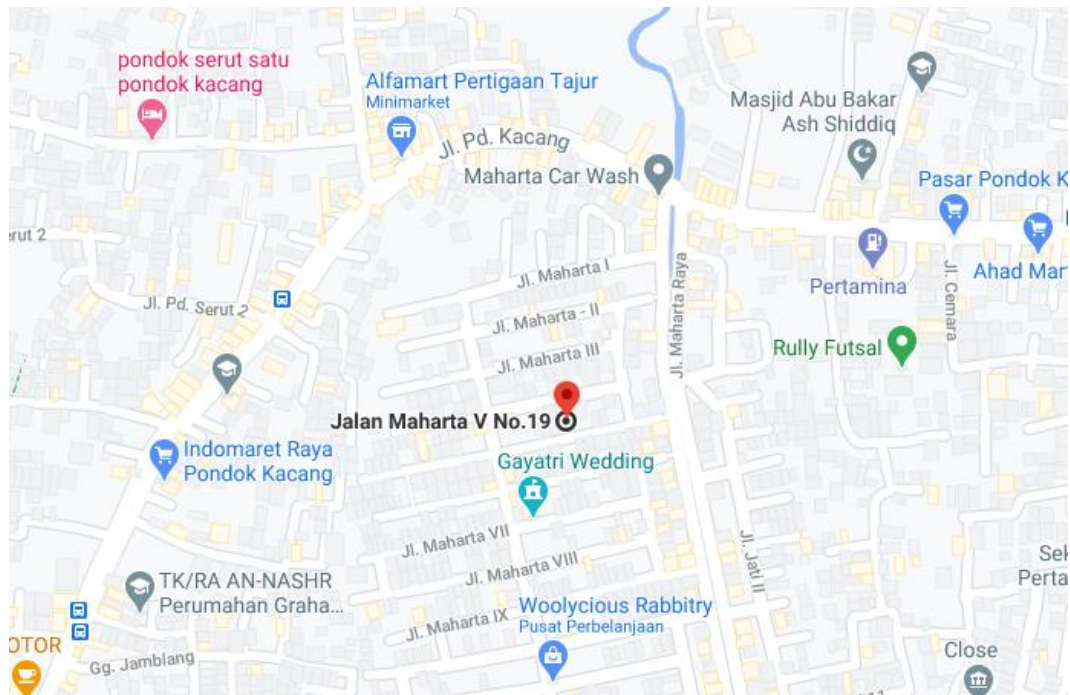 pondok serut satu
pondok kacang
Alfamart Pertigaan Tajur
Minimarket
Jl. Pd. Kacang
Masjid Abu Bakar
Ash Shiddiq
Maharta Car Wash
Pasar Pondok K
erut 2
Jl. Maharta I
Jl. Maharta Raya
Pertamina
Ahad Mart
Jl. Pd. Serut 2
Jl. Maharta - II
Jl. Cemara
Jl. Maharta III
Rully Futsal
Jalan Maharta V No.19
Indomaret Raya
Pondok Kacang
Gayatri Wedding
Jl. Maharta VII
Jl. Maharta VIII
Jl. Jati II
Sek
Perta
TK/RA AN-NASHR
Perumahan Graha...
Jl. Maharta IX
Woolycious Rabbitry
Pusat Perbelanjaan
OTOR
Gg. Jamblang
Close